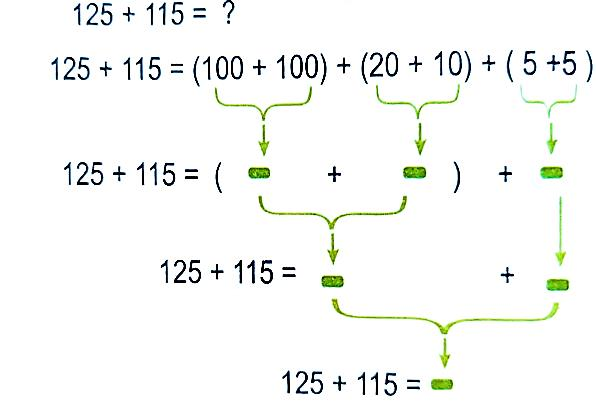 125 + 115 = ?
125 + 115 = (100 + 100) + (20 + 10) + ( 5 +5 )
125 + 115 = ( + ) +
125 + 115 = +
125 + 115 =